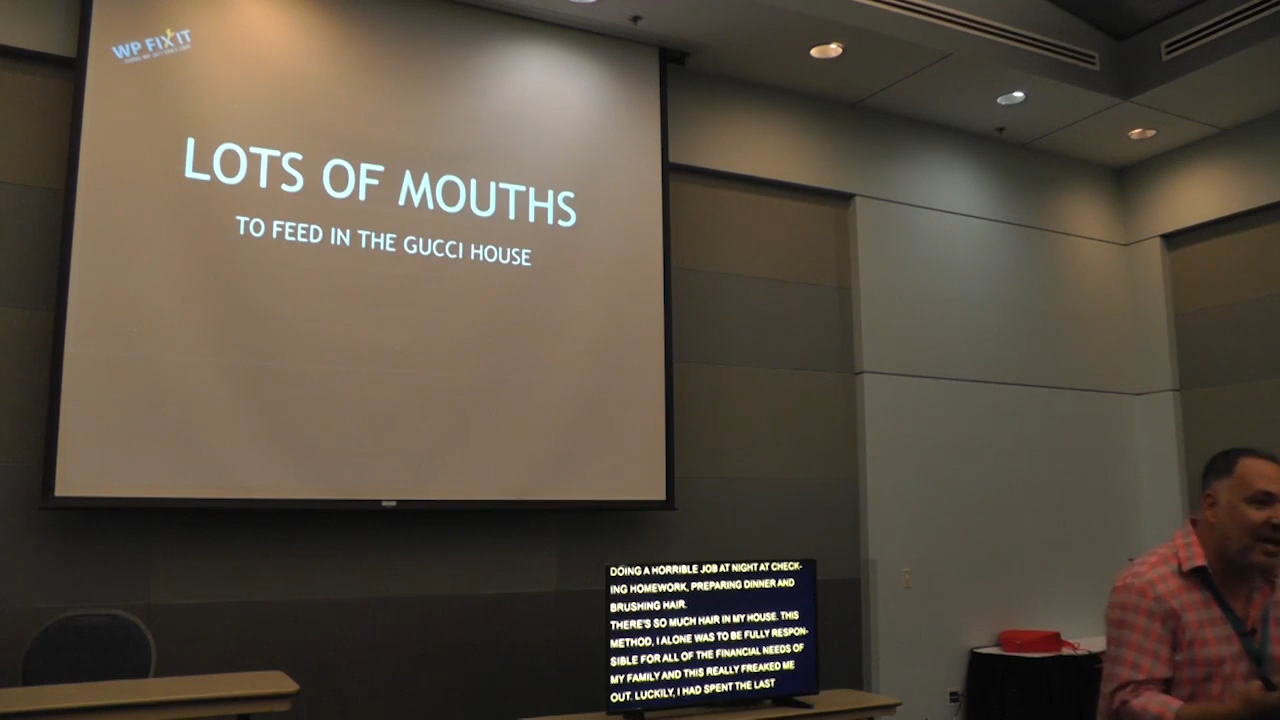 WP FIX IT
LOTS OF MOUTHS
TO FEED IN THE GUCCI HOUSE
DOING A HORRIBLE JOB AT NIGHT AT CHECK-
ING HOMEWORK, PREPARING DINNER AND
BRUSHING HAIR.
THERE'S SO MUCH HAIR IN MY HOUSE. THIS
METHOD, I ALONE WAS TO BE FULLY RESPON-
SIBLE FOR ALL OF THE FINANCIAL NEEDS OF
MY FAMILY AND THIS REALLY FREAKED ME
OUT. LUCKILY, I HAD SPENT THE LAST